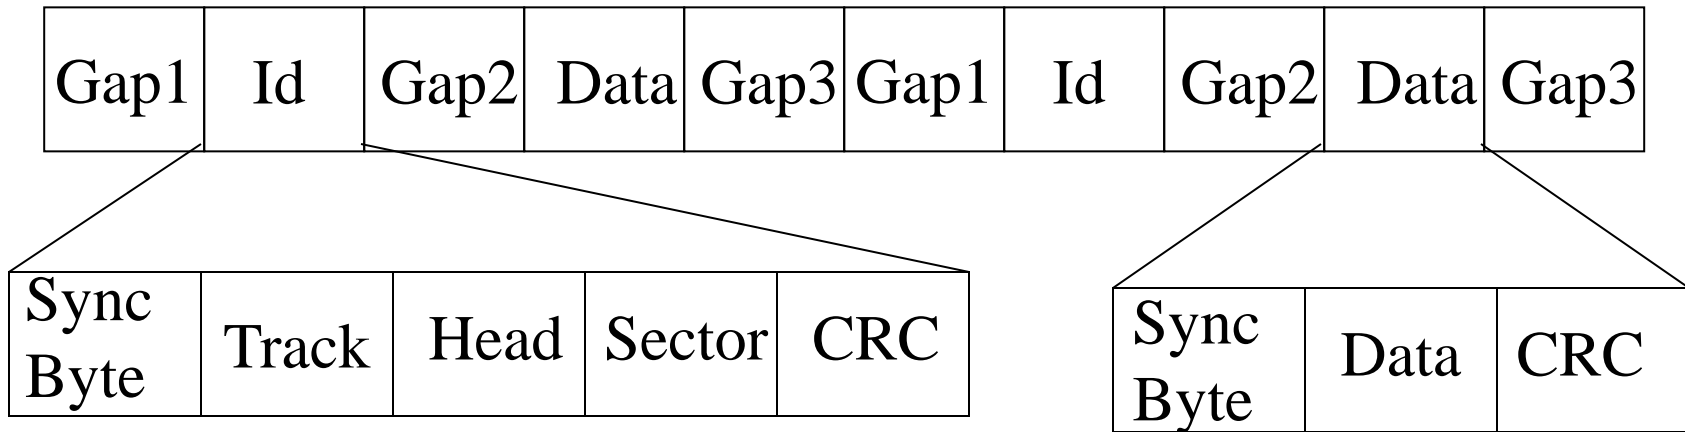 Gap1 Id Gap2 Data Gap3 Gap1 Id Gap2 Data Gap3
Sync Byte Track Head Sector CRC
Sync Byte Data CRC